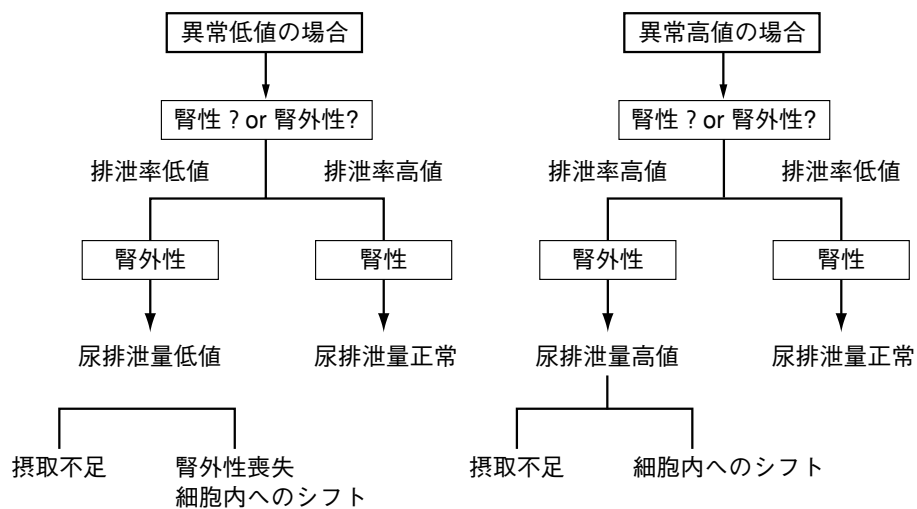 異常低値の場合
腎性？or 腎外性?
排泄率低値
排泄率高値
腎外性
腎性
尿排泄量低値
尿排泄量正常
摂取不足
腎外性喪失
細胞内へのシフト
異常高値の場合
腎性？or 腎外性?
排泄率高値
排泄率低値
腎外性
腎性
尿排泄量高値
尿排泄量正常
摂取不足
細胞内へのシフト